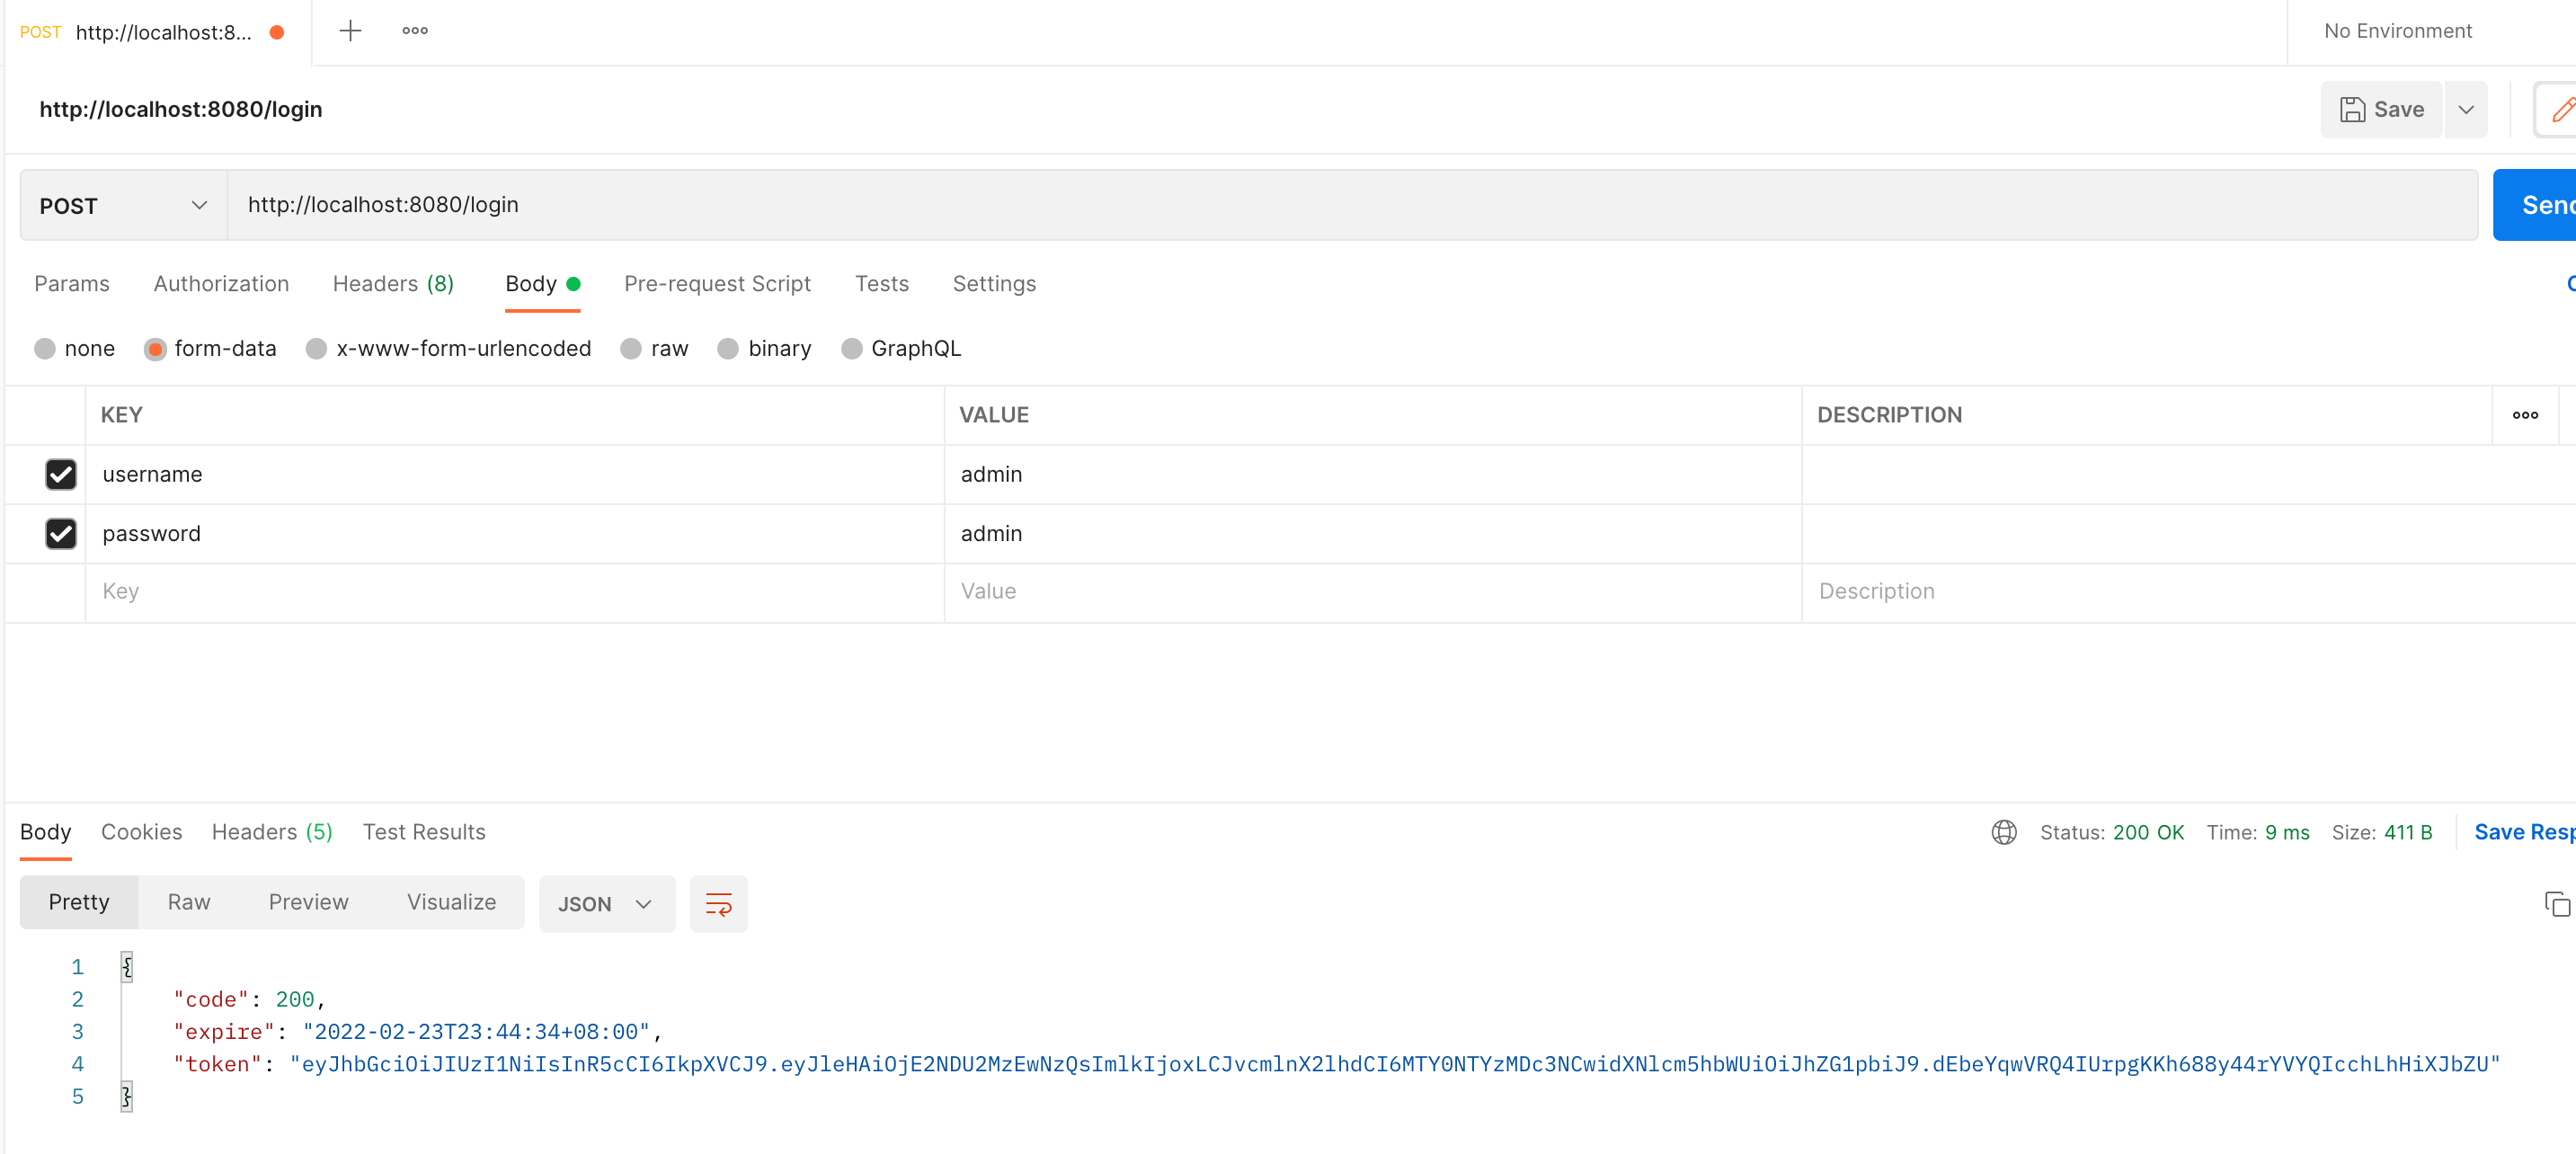 POST http://localhost:8...
No Environment
http://localhost:8080/login
Save
POST http://localhost:8080/login
Send
Params Authorization Headers (8) Body Pre-request Script Tests Settings
none form-data x-www-form-urlencoded raw binary GraphQL
KEY VALUE DESCRIPTION
username admin
password admin
Key Value Description
Body Cookies Headers (5) Test Results Status: 200 OK Time: 9 ms Size: 411 B Save Resp
Pretty Raw Preview Visualize JSON
1 {
2 "code": 200,
3 "expire": "2022-02-23T23:44:34+08:00",
4 "token": "eyJhbGciOiJIUzI1NiIsInR5cCI6IkpXVCJ9.eyJleHAiOjE2NDU2MzEwNzQsImlkIjoxLCJvcmlnX2lhdCI6MTY0NTYzMDc3NCwidXNlcm5hbWUiOiJhZG1pbiJ9.dEbeYqwVRQ4IUrpgKKh688y44rYVYQIcchLhHiXJbZU"
5 }